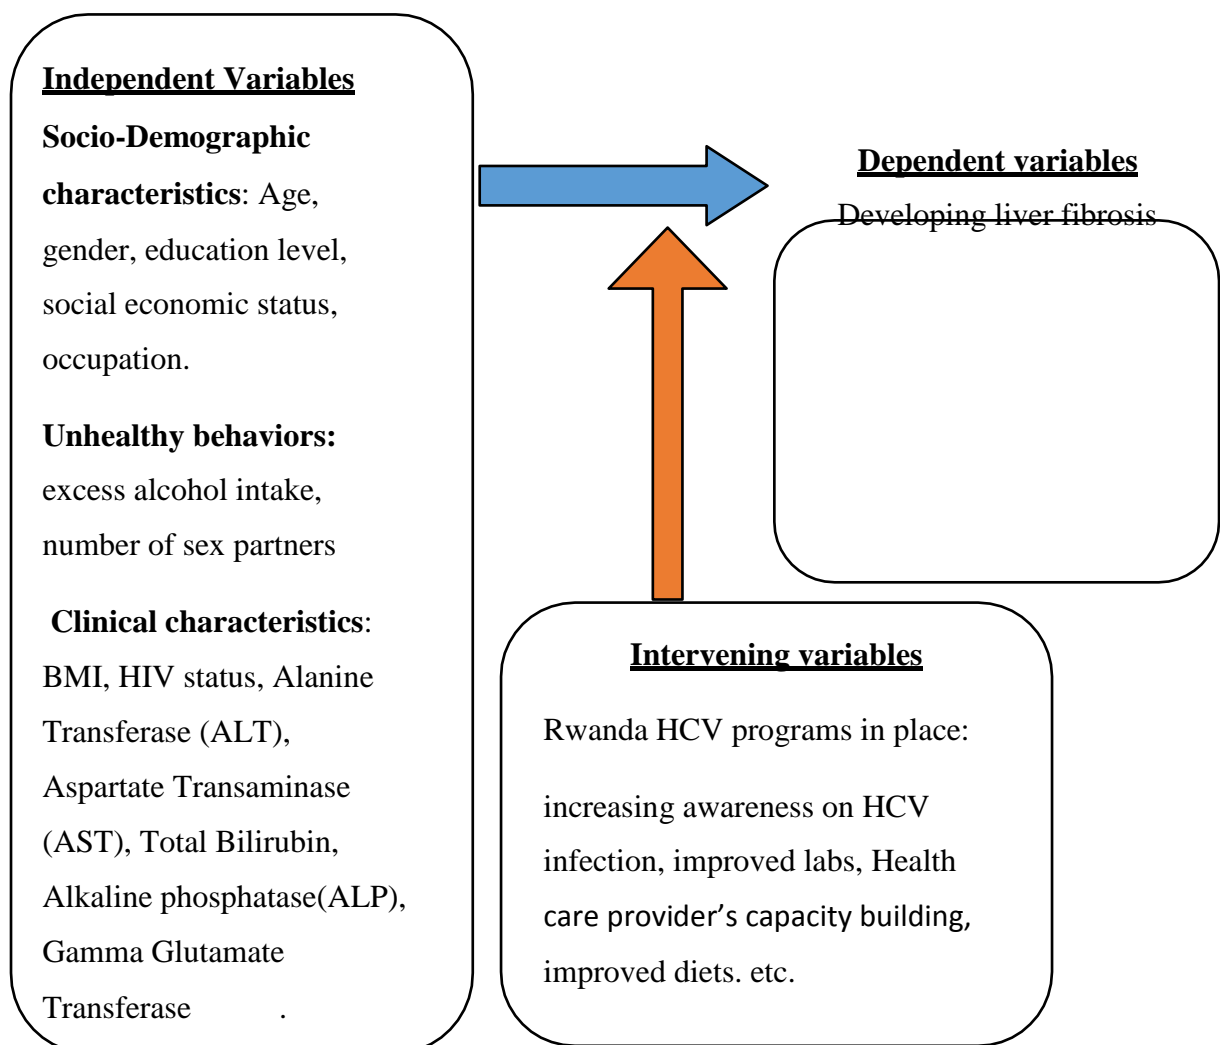 Independent Variables
Socio-Demographic
characteristics: Age,
gender, education level,
social economic status,
occupation.
Unhealthy behaviors:
excess alcohol intake,
number of sex partners
Clinical characteristics:
BMI, HIV status, Alanine
Transferase (ALT),
Aspartate Transaminase
(AST), Total Bilirubin,
Alkaline phosphatase(ALP),
Gamma Glutamate
Transferase .
Dependent variables
Developing liver fibrosis
Intervening variables
Rwanda HCV programs in place:
increasing awareness on HCV
infection, improved labs, Health
care provider’s capacity building,
improved diets. etc.